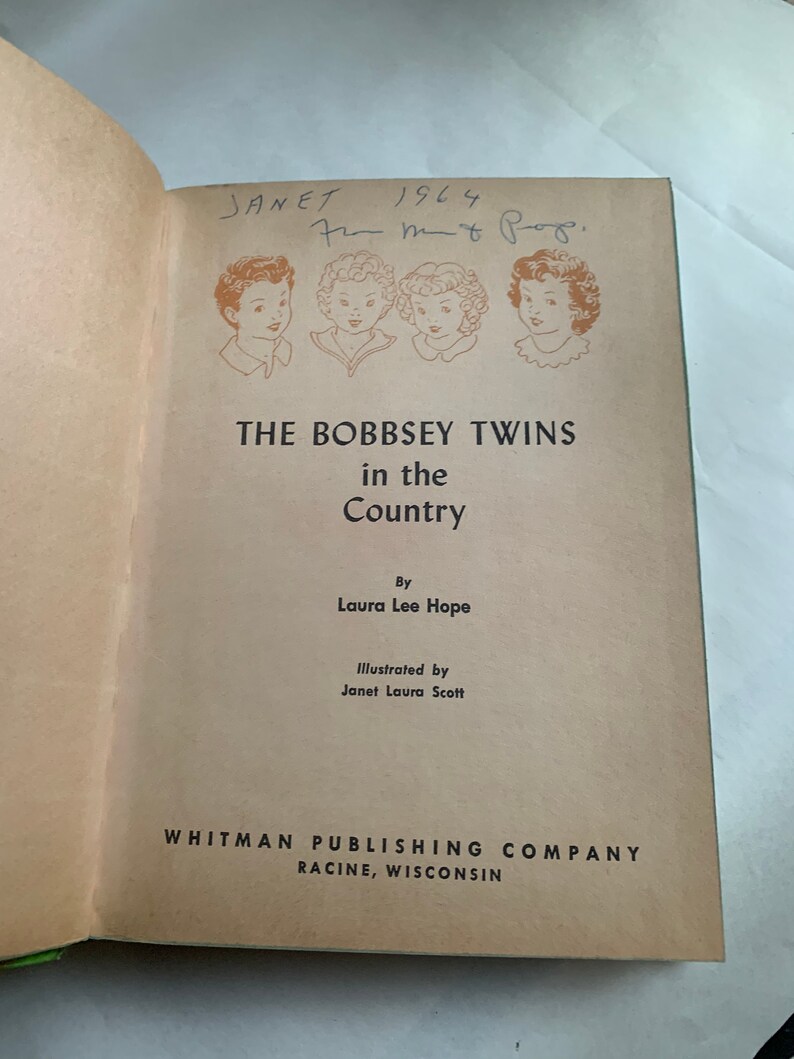 JANET 1964
From
THE BOBBSEY TWINS
in the
Country
By
Laura Lee Hope
Illustrated by
Janet Laura Scott
WHITMAN PUBLISHING COMPANY
RACINE, WISCONSIN